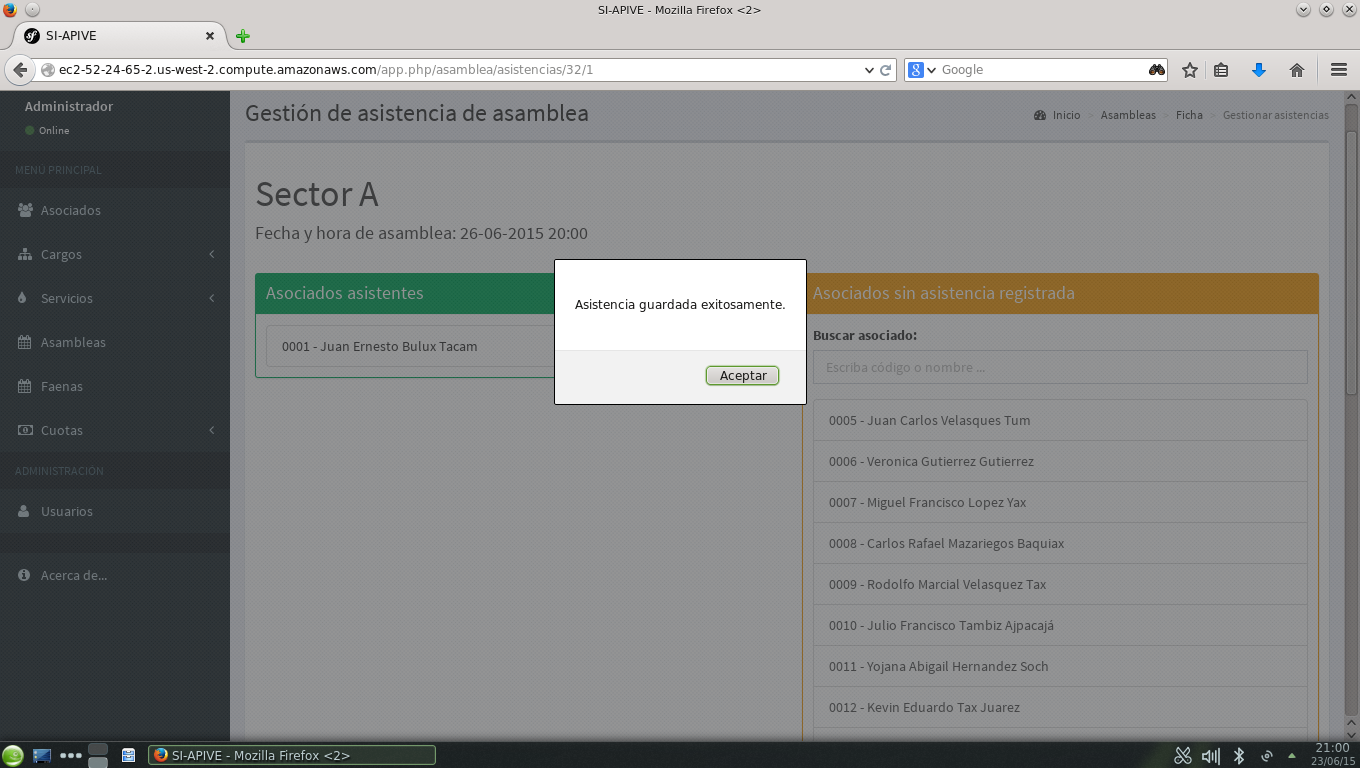 SI-APIVE - Mozilla Firefox <2>
SI-APIVE
ec2-52-24-65-2.us-west-2.compute.amazonaws.com/app.php/asamblea/asistencias/32/1
Google
Administrador
Online
MENÚ PRINCIPAL
Asociados
Cargos
Servicios
Asambleas
Faenas
Cuotas
ADMINISTRACIÓN
Usuarios
Acerca de...
Gestión de asistencia de asamblea
Inicio > Asambleas > Ficha > Gestionar asistencias
Sector A
Fecha y hora de asamblea: 26-06-2015 20:00
Asociados asistentes
0001 - Juan Ernesto Bulux Tacam
Asistencia guardada exitosamente.
Aceptar
Asociados sin asistencia registrada
Buscar asociado:
Escriba código o nombre ...
0005 - Juan Carlos Velasques Tum
0006 - Veronica Gutierrez Gutierrez
0007 - Miguel Francisco Lopez Yax
0008 - Carlos Rafael Mazariegos Baquiax
0009 - Rodolfo Marcial Velasquez Tax
0010 - Julio Francisco Tambiz Ajpacajá
0011 - Yojana Abigail Hernandez Soch
0012 - Kevin Eduardo Tax Juarez
SI-APIVE - Mozilla Firefox <2>
21:00
23/06/15